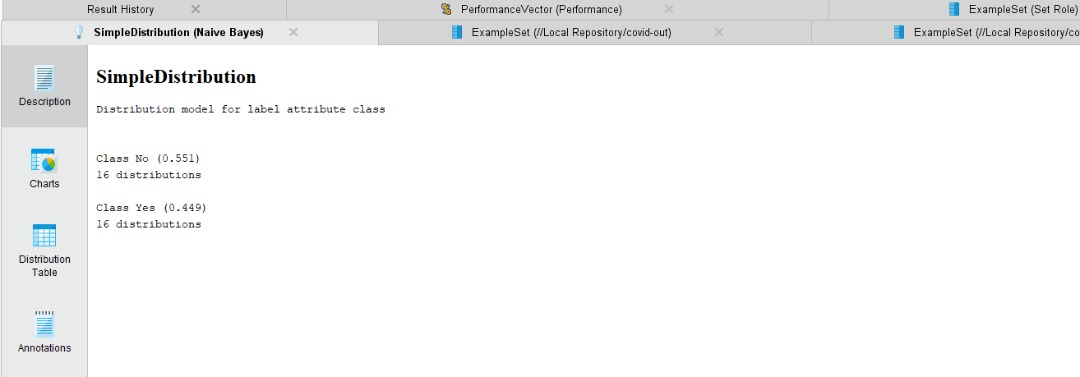 Result History
PerformanceVector (Performance)
ExampleSet (Set Role)
SimpleDistribution (Naive Bayes)
ExampleSet (//Local Repository/covid-out)
ExampleSet (//Local Repository/co
Description
Charts
Distribution
Table
Annotations
SimpleDistribution
Distribution model for label attribute class
Class No (0.551)
16 distributions
Class Yes (0.449)
16 distributions